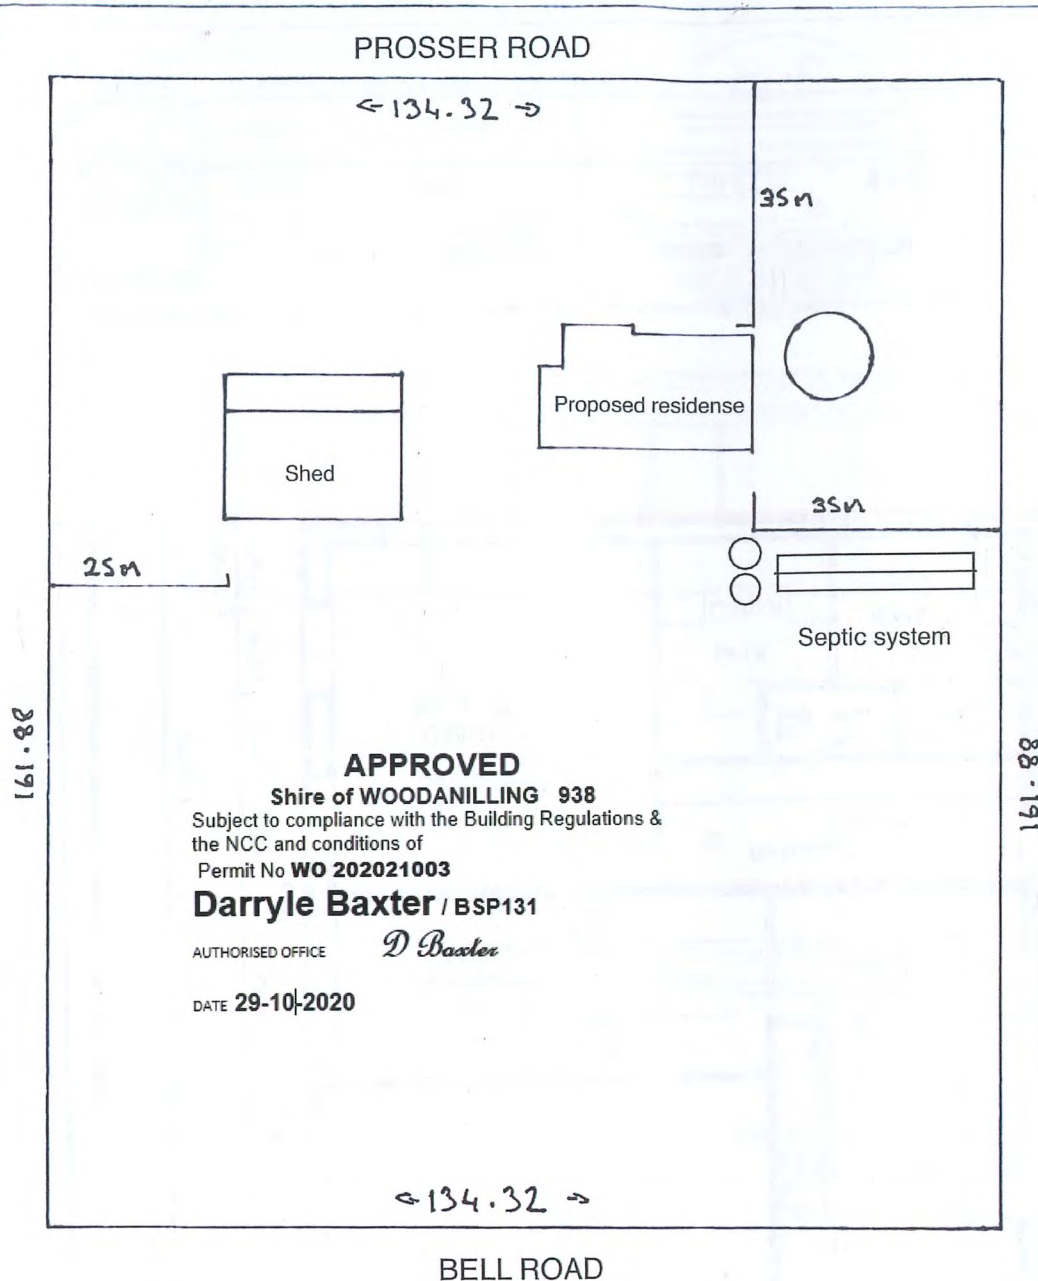 PROSSER ROAD
<-134.32 ->
35m
Proposed residense
Shed
35m
25m
Septic system
161.88
161.88
APPROVED
Shire of WOODANILLING 938
Subject to compliance with the Building Regulations &
the NCC and conditions of
Permit No WO 202021003
Darryle Baxter / BSP131
AUTHORISED OFFICE D Baxter
DATE 29-10-2020
<-134.32 ->
BELL ROAD